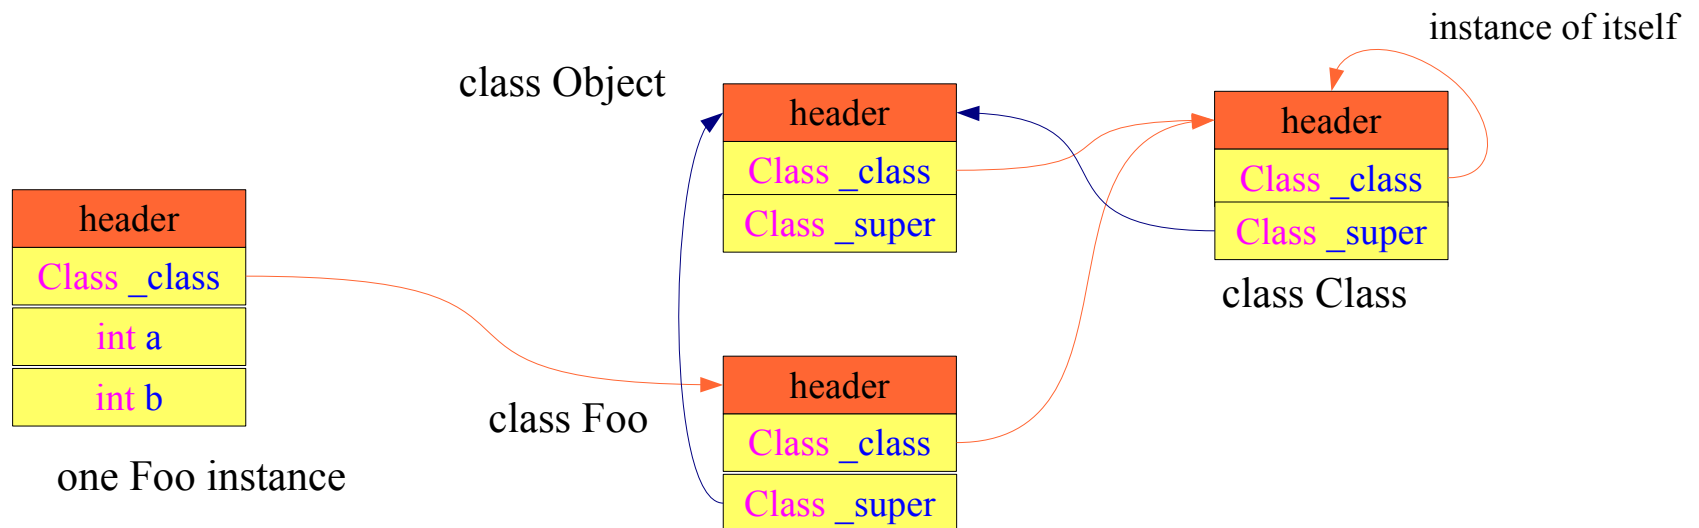 instance of itself
class Object
header
Class _class
Class _super
header
Class _class
Class _super
class Class
header
Class _class
int a
int b
one Foo instance
class Foo
header
Class _class
Class _super